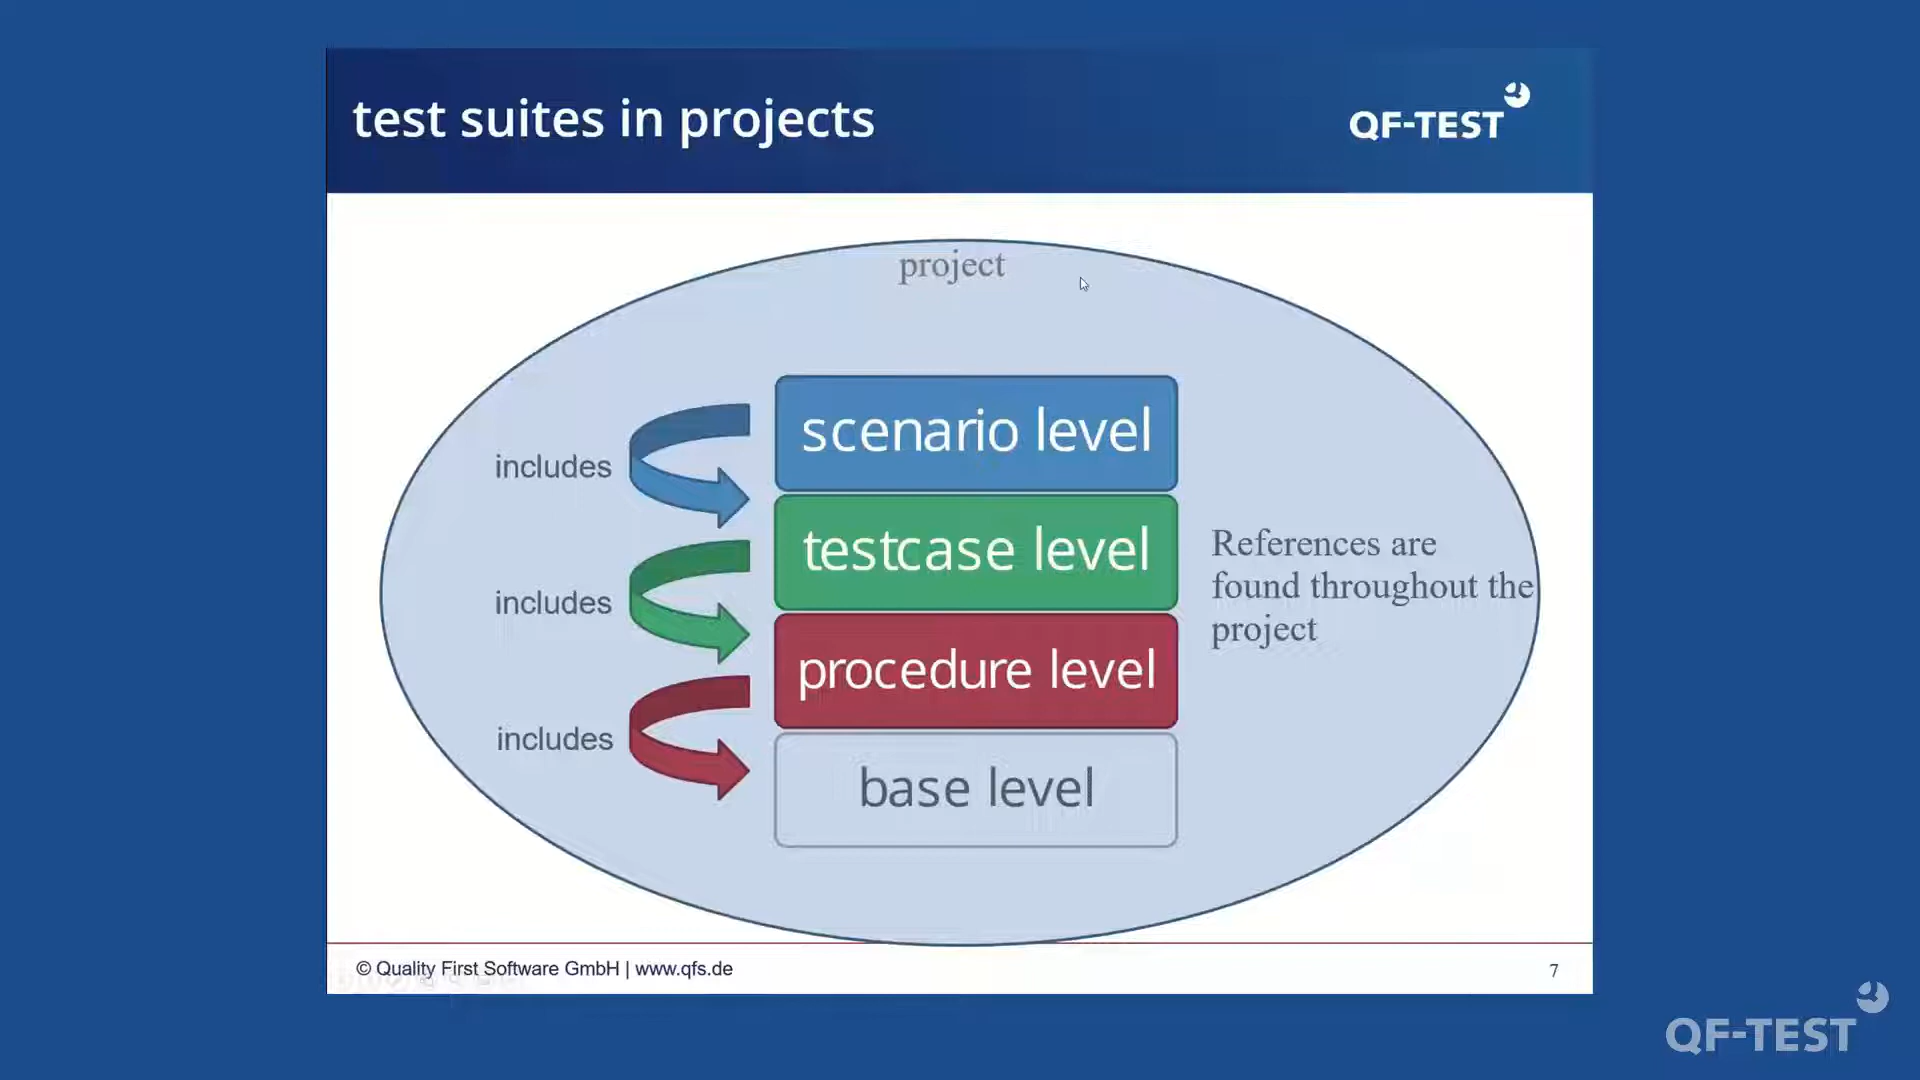 test suites in projects
QF-TEST
project
scenario level
includes
testcase level
References are
found throughout the
project
includes
procedure level
includes
base level
© Quality First Software GmbH | www.qfs.de
7
QF-TEST